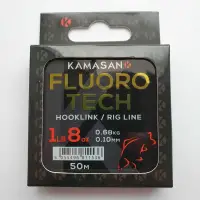 KAMASAN
FLUORO
TECH
HOOKLINK / RIG LINE
1LB 8OZ
0.68KG
0.10MM
50M